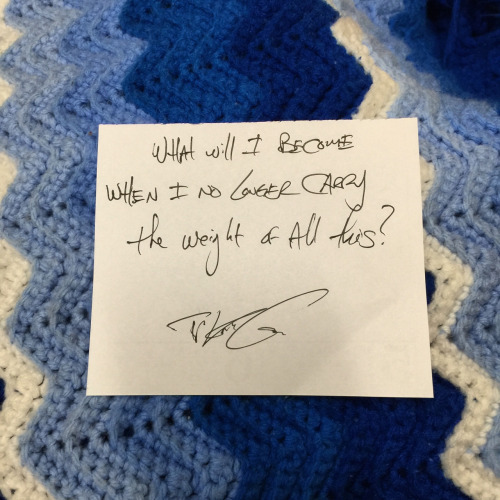 WHAt will I BECOME
WHEN I NO LONGER CARRY
the weight of All this?